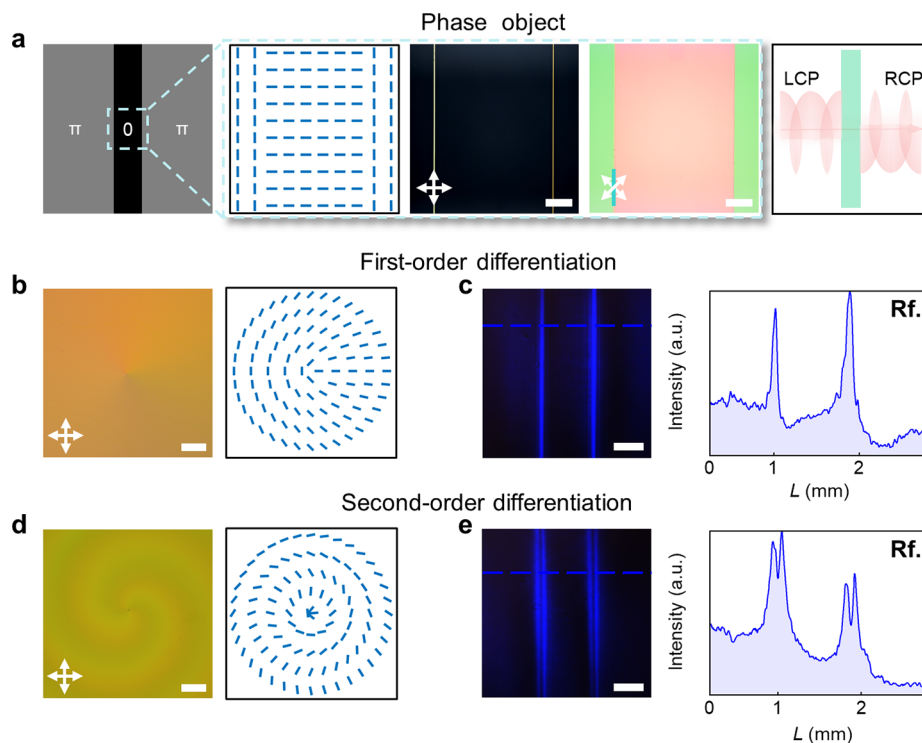 Phase object
a
π 0 π
LCP RCP
First-order differentiation
b
c
Rf.
Intensity (a.u.)
0 1 2
L (mm)
Second-order differentiation
d
e
Rf.
Intensity (a.u.)
0 1 2
L (mm)